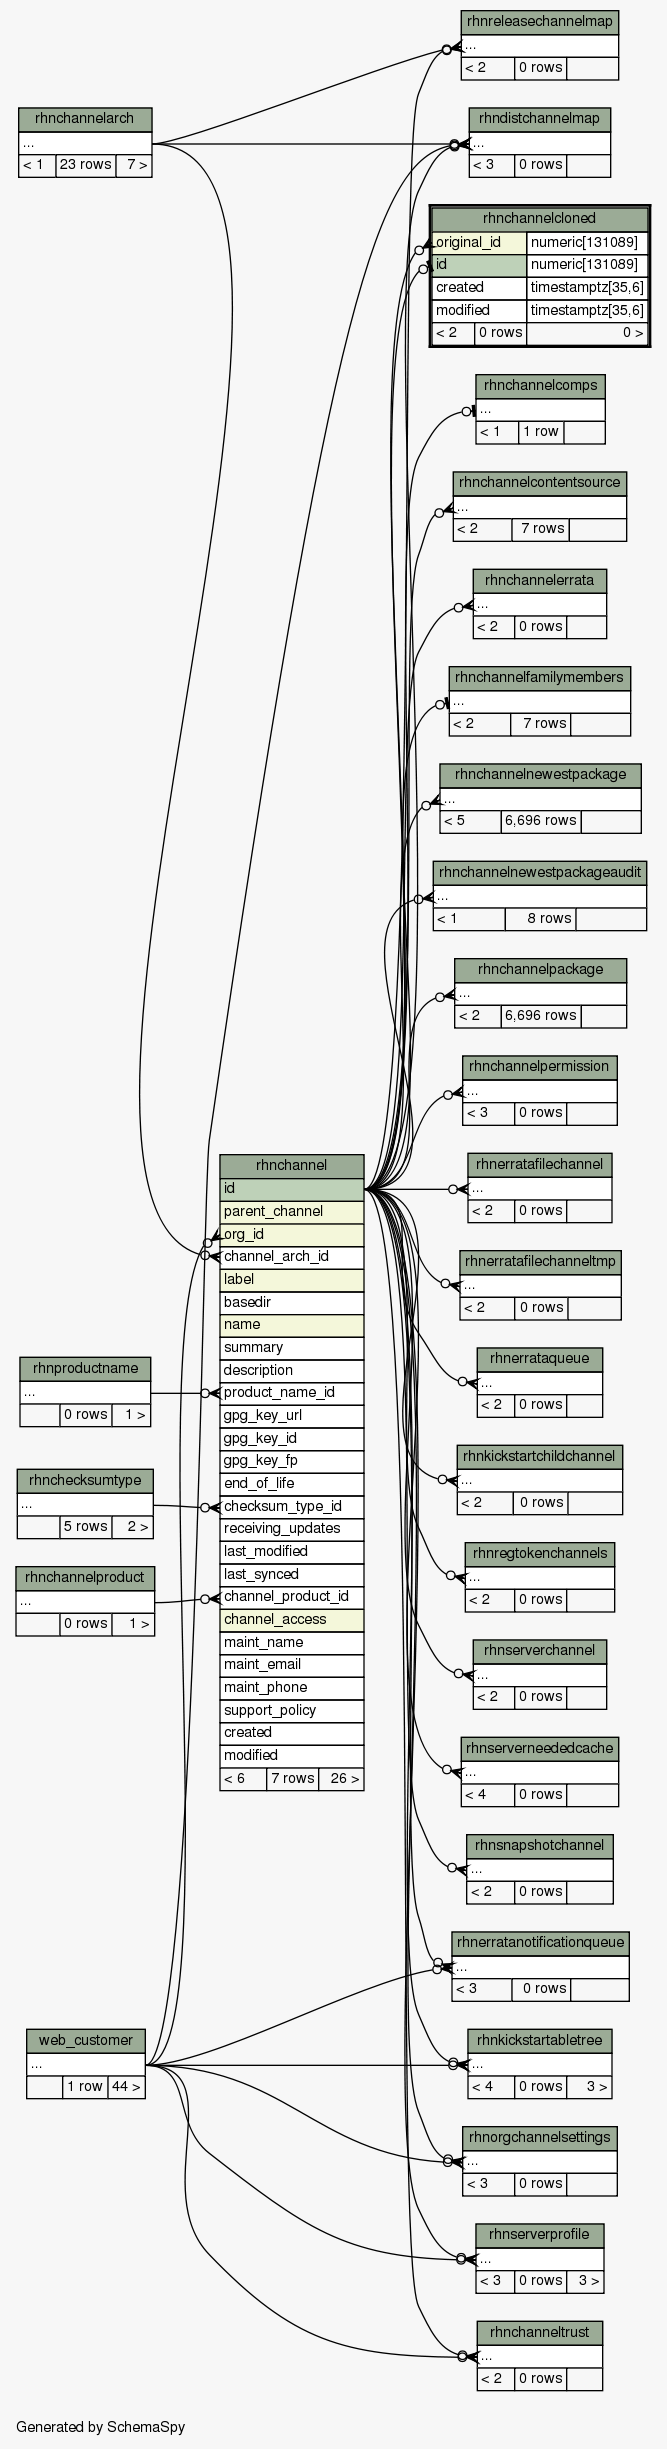 rhnreleasechannelmap
...
< 2 0 rows
rhnchannelarch
...
< 1 23 rows 7 >
rhndistchannelmap
...
< 3 0 rows
rhnchannelcloned
original_id numeric[131089]
id numeric[131089]
created timestamptz[35,6]
modified timestamptz[35,6]
< 2 0 rows 0 >
rhnchannelcomps
...
< 1 1 row
rhnchannelcontentsource
...
< 2 7 rows
rhnchannelerrata
...
< 2 0 rows
rhnchannelfamilymembers
...
< 2 7 rows
rhnchannelnewestpackage
...
< 5 6,696 rows
rhnchannelnewestpackageaudit
...
< 1 8 rows
rhnchannelpackage
...
< 2 6,696 rows
rhnchannelpermission
...
< 3 0 rows
rhnchannel
id
parent_channel
org_id
channel_arch_id
label
basedir
name
summary
description
product_name_id
gpg_key_url
gpg_key_id
gpg_key_fp
end_of_life
checksum_type_id
receiving_updates
last_modified
last_synced
channel_product_id
channel_access
maint_name
maint_email
maint_phone
support_policy
created
modified
< 6 7 rows 26 >
rhnerratafilechannel
...
< 2 0 rows
rhnerratafilechanneltmp
...
< 2 0 rows
rhnerrataqueue
...
< 2 0 rows
rhnproductname
...
0 rows 1 >
rhnkickstartchildchannel
...
< 2 0 rows
rhnchecksumtype
...
5 rows 2 >
rhnregtokenchannels
...
< 2 0 rows
rhnchannelproduct
...
0 rows 1 >
rhnserverchannel
...
< 2 0 rows
rhnserverneededcache
...
< 4 0 rows
rhnsnapshotchannel
...
< 2 0 rows
rhnerratanotificationqueue
...
< 3 0 rows
web_customer
...
1 row 44 >
rhnkickstartabletree
...
< 4 0 rows 3 >
rhnorgchannelsettings
...
< 3 0 rows
rhnserverprofile
...
< 3 0 rows 3 >
rhnchanneltrust
...
< 2 0 rows
Generated by SchemaSpy